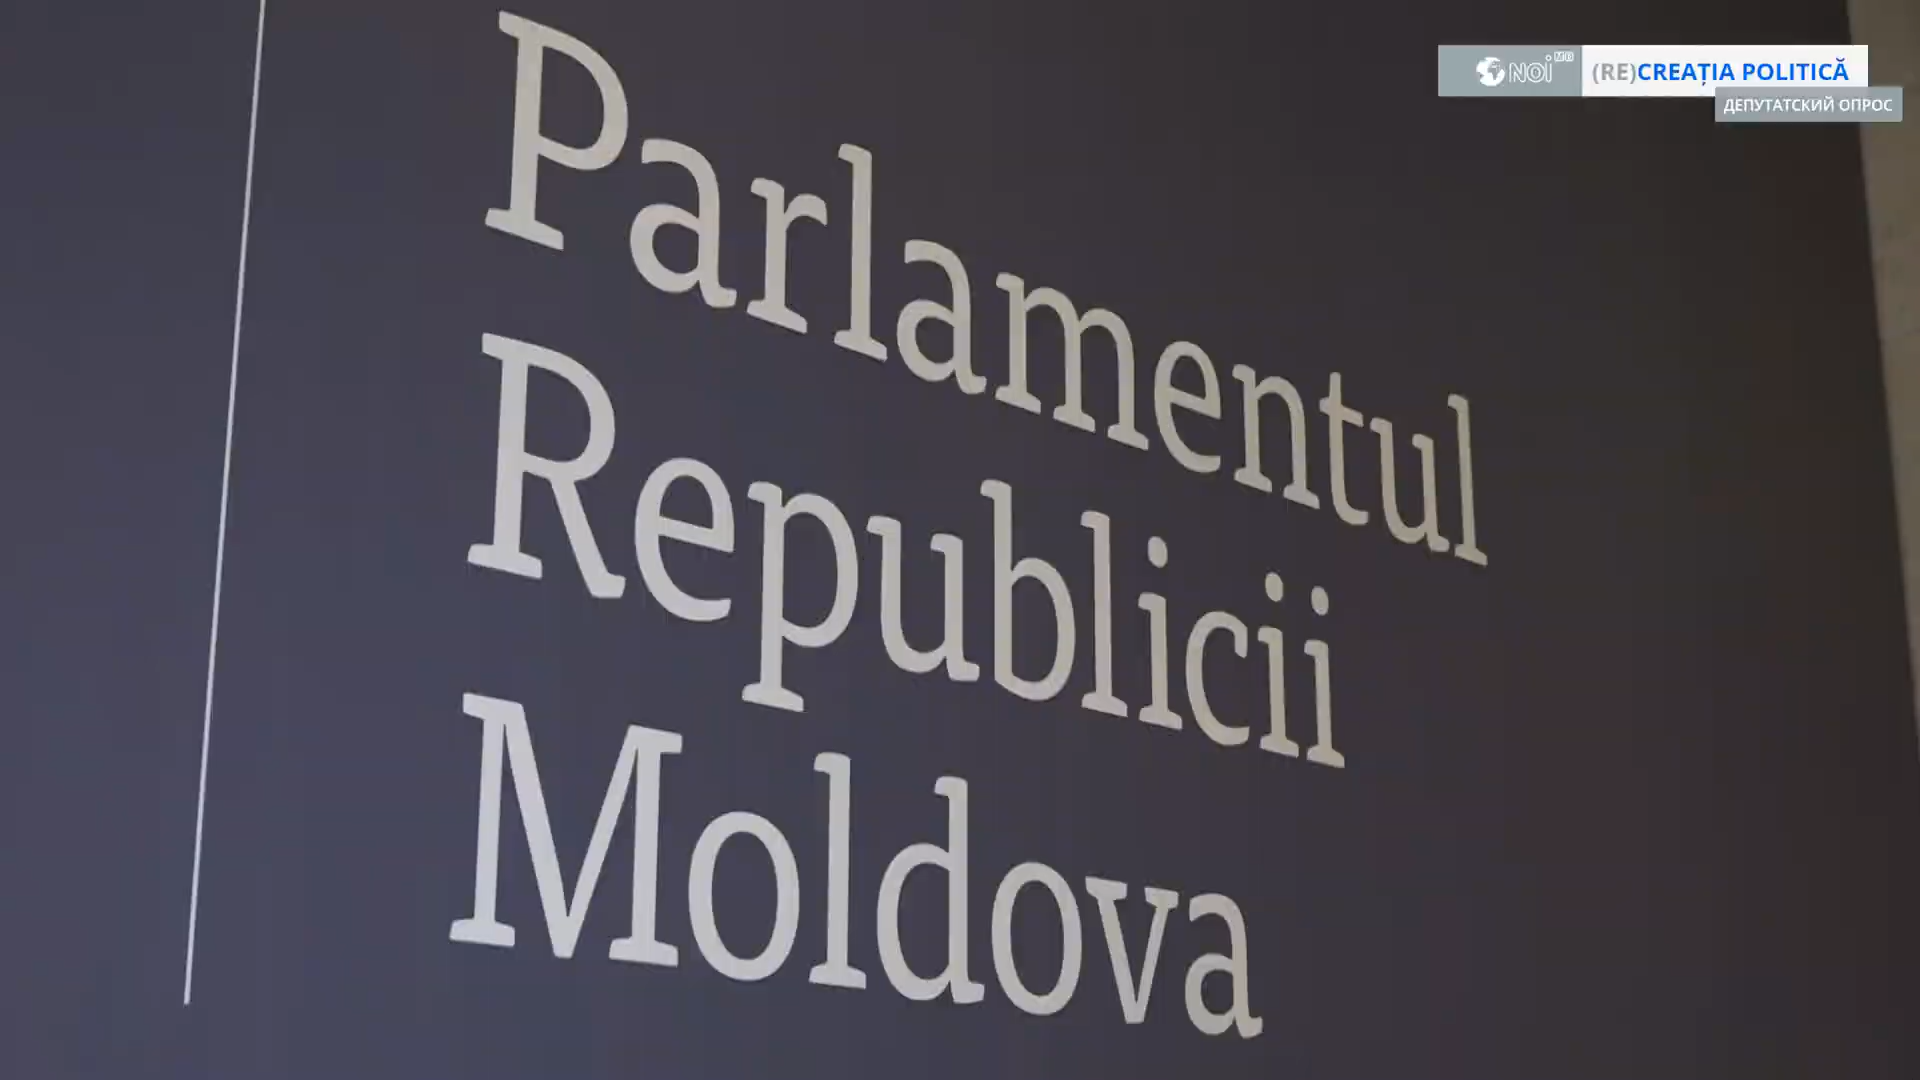 Parlamentul
Republicii
Moldova
NOi MD
(RE)CREAȚIA POLITICĂ
ДЕПУТАТСКИЙ ОПРОС